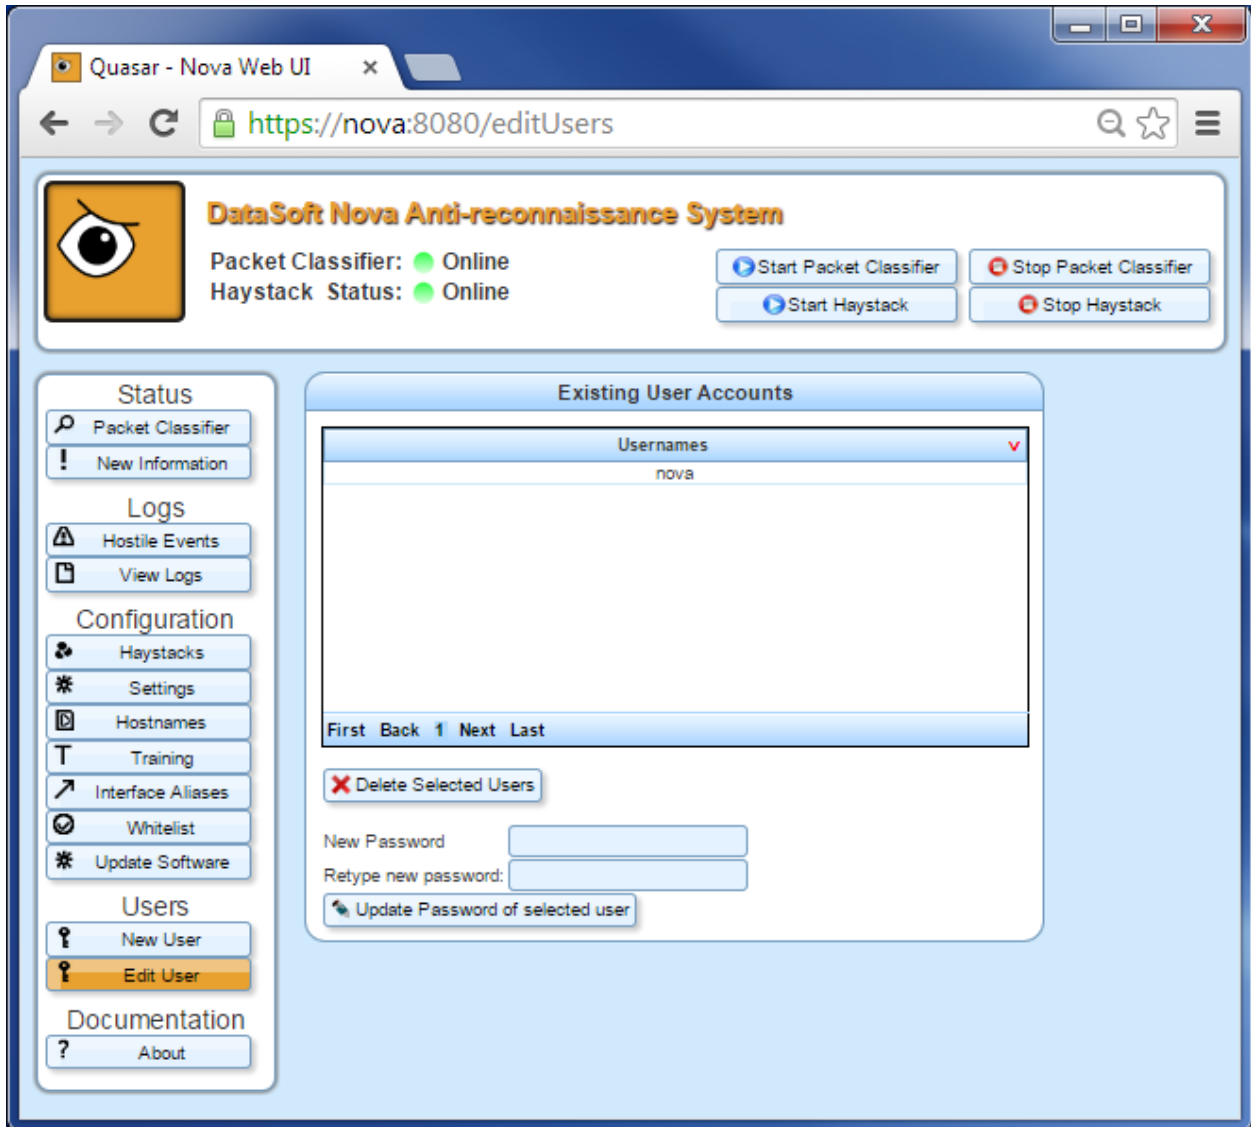 Quasar - Nova Web UI
https://nova:8080/editUsers
DataSoft Nova Anti-reconnaissance System
Packet Classifier: Online
Haystack Status: Online
Start Packet Classifier
Stop Packet Classifier
Start Haystack
Stop Haystack
Status
Packet Classifier
New Information
Logs
Hostile Events
View Logs
Configuration
Haystacks
Settings
Hostnames
Training
Interface Aliases
Whitelist
Update Software
Users
New User
Edit User
Documentation
About
Existing User Accounts
Usernames v
nova
First Back 1 Next Last
Delete Selected Users
New Password
Retype new password:
Update Password of selected user